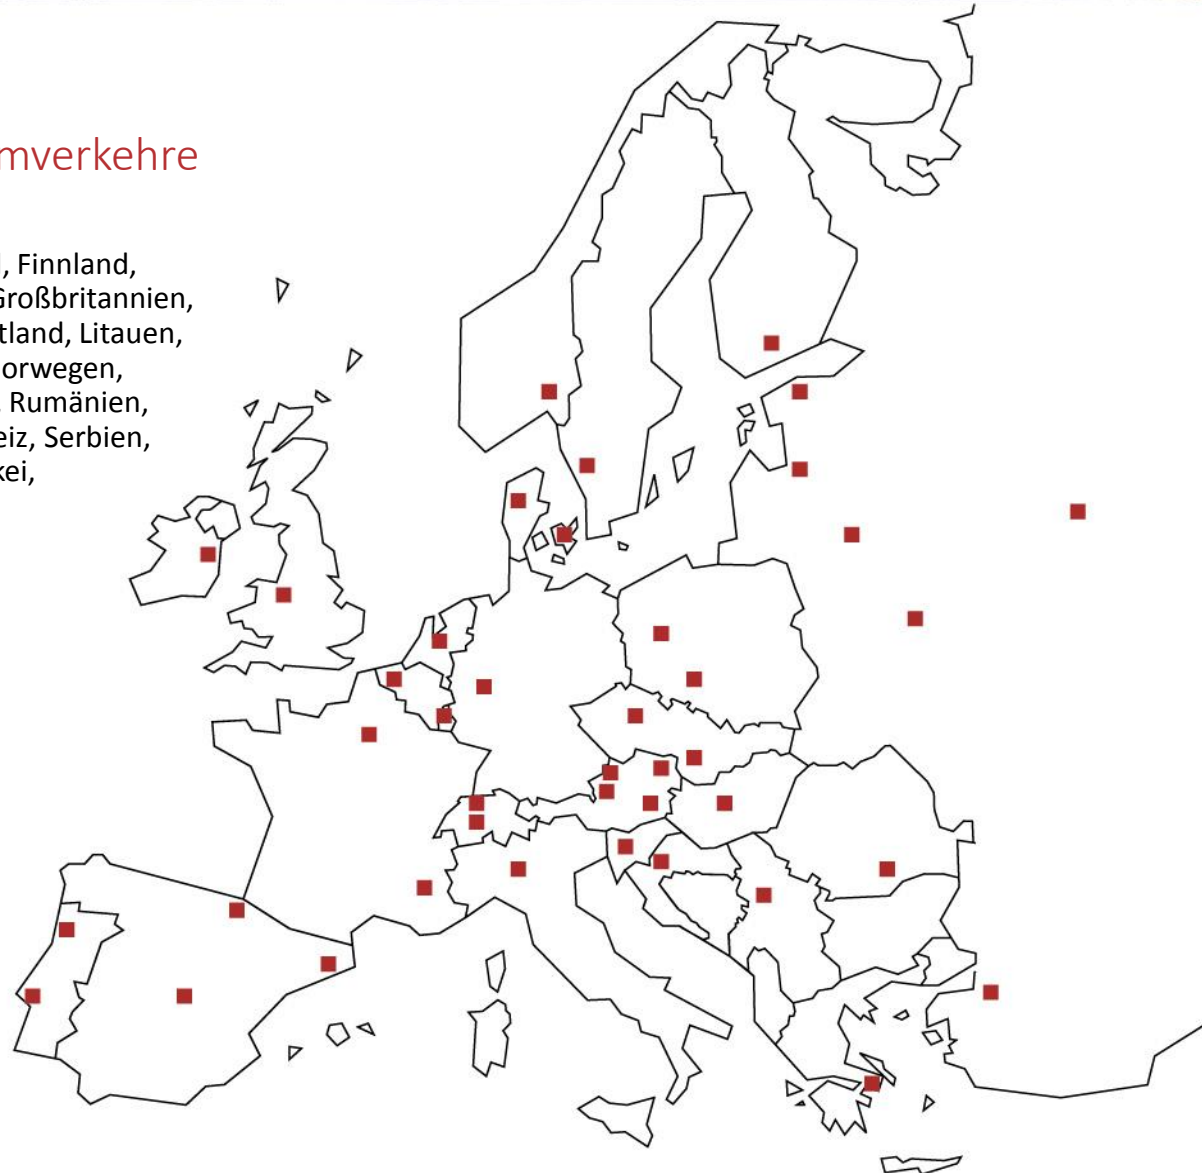 mverkehre
, Finnland,
Großbritannien,
tland, Litauen,
orwegen,
Rumänien,
eiz, Serbien,
kei,